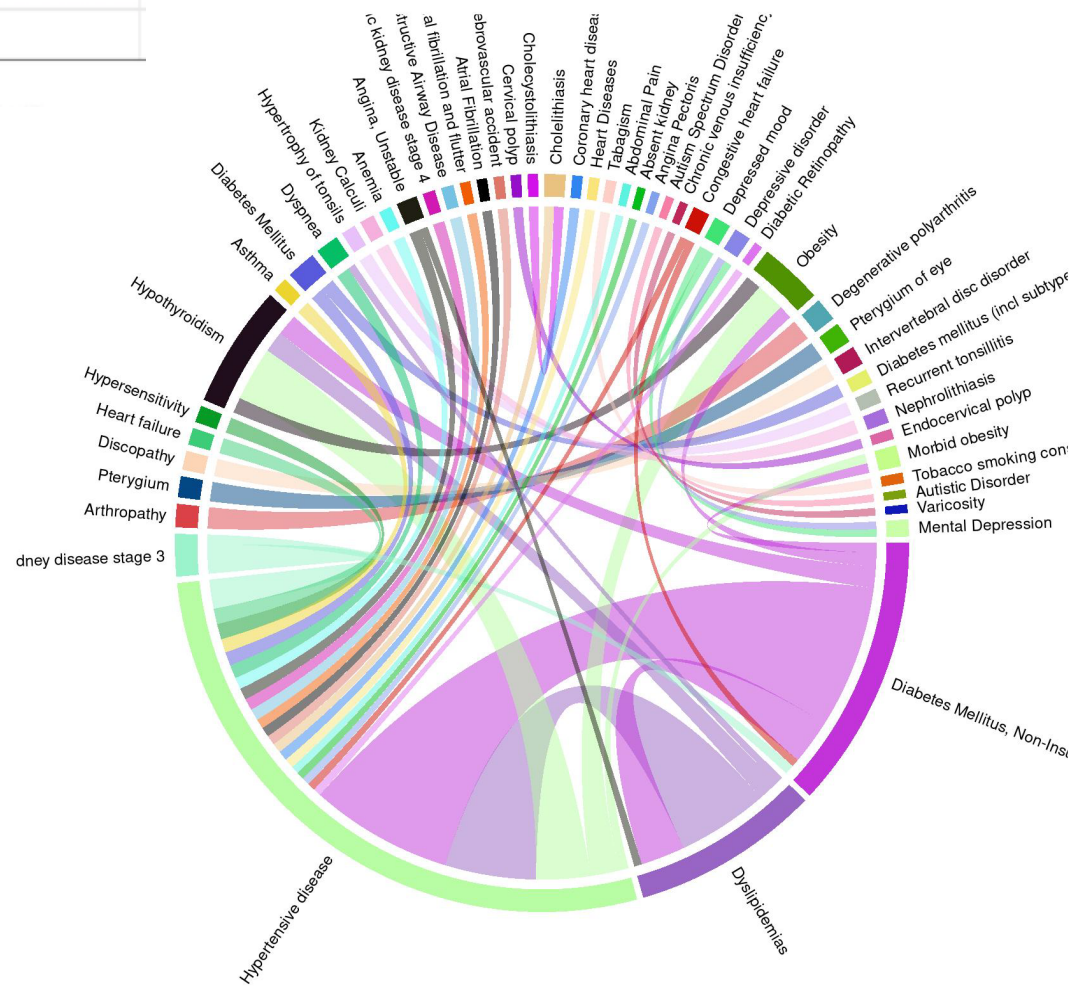 dney disease stage 3
Arthropathy
Pterygium
Discopathy
Heart failure
Hypersensitivity
Hypothyroidism
Asthma
Diabetes Mellitus
Dyspnea
Hypertrophy of tonsils
Kidney Calculi
Anemia
Angina, Unstable
c kidney disease stage 4
tructive Airway Disease
al fibrillation and flutter
Atrial Fibrillation
ebrovascular accident
Cervical polyp
Cholecystolithiasis
Cholelithiasis
Coronary heart diseas
Heart Diseases
Tabagism
Abdominal Pain
Absent kidney
Angina Pectoris
Autism Spectrum Disorder
Chronic venous insufficiency
Congestive heart failure
Depressed mood
Depressive disorder
Diabetic Retinopathy
Obesity
Degenerative polyarthritis
Pterygium of eye
Intervertebral disc disorder
Diabetes mellitus (incl subtype
Recurrent tonsillitis
Nephrolithiasis
Endocervical polyp
Morbid obesity
Tobacco smoking con
Autistic Disorder
Varicosity
Mental Depression
Diabetes Mellitus, Non-Insu
Dyslipidemias
Hypertensive disease